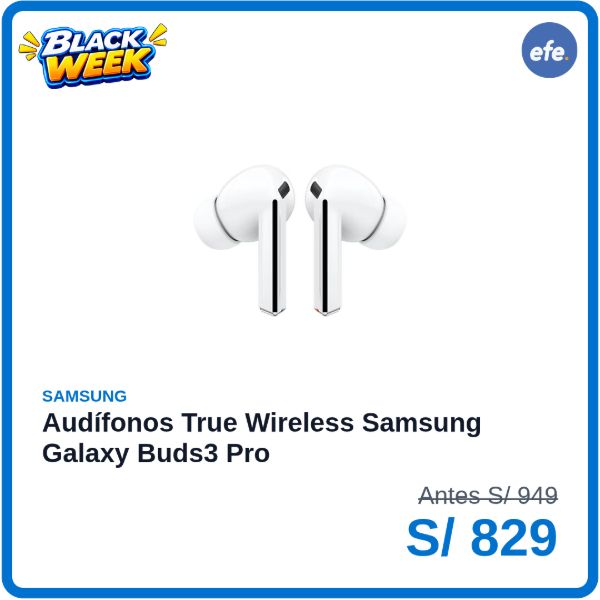 BLACK
WEEK
efe.
SAMSUNG
Audífonos True Wireless Samsung
Galaxy Buds3 Pro
Antes S/ 949
S/ 829